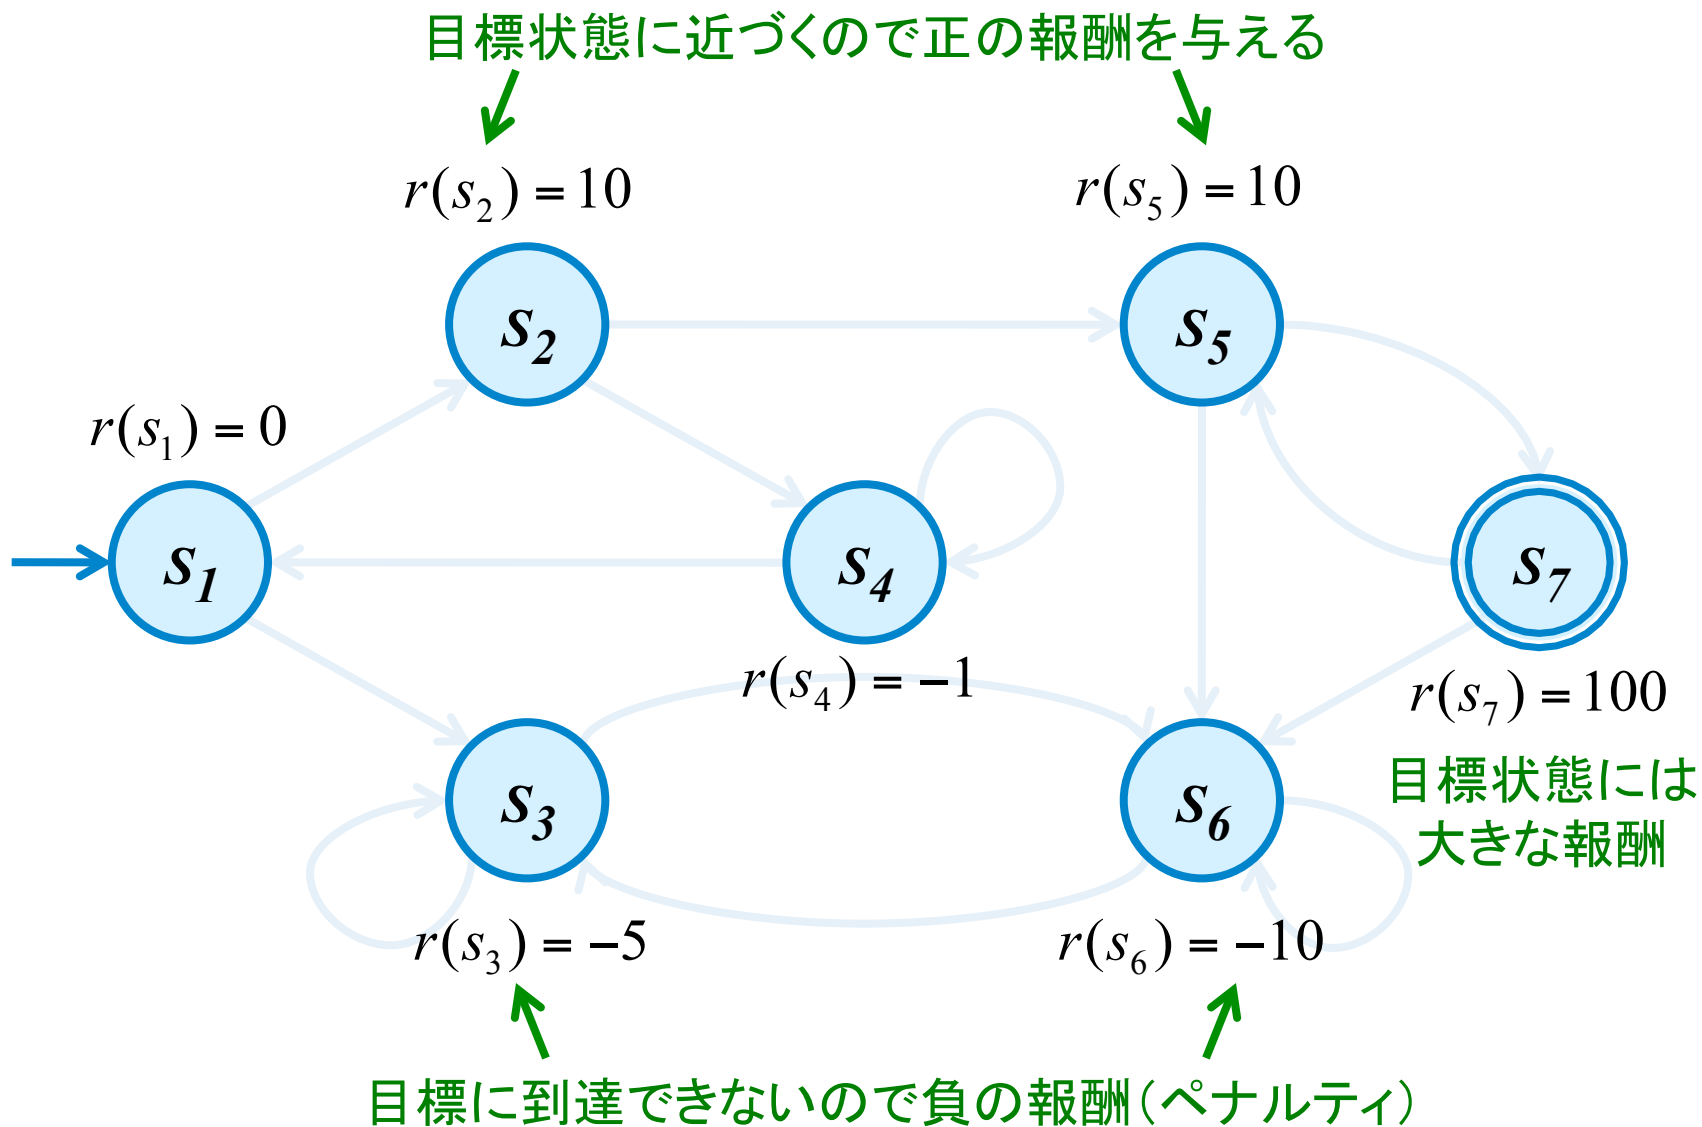 目標状態に近づくので正の報酬を与える
r(s₂) = 10
r(s₅) = 10
s₂
s₅
r(s₁) = 0
s₁
s₄
s₇
r(s₄) = −1
r(s₇) = 100
目標状態には
大きな報酬
s₃
s₆
r(s₃) = −5
r(s₆) = −10
目標に到達できないので負の報酬（ペナルティ）